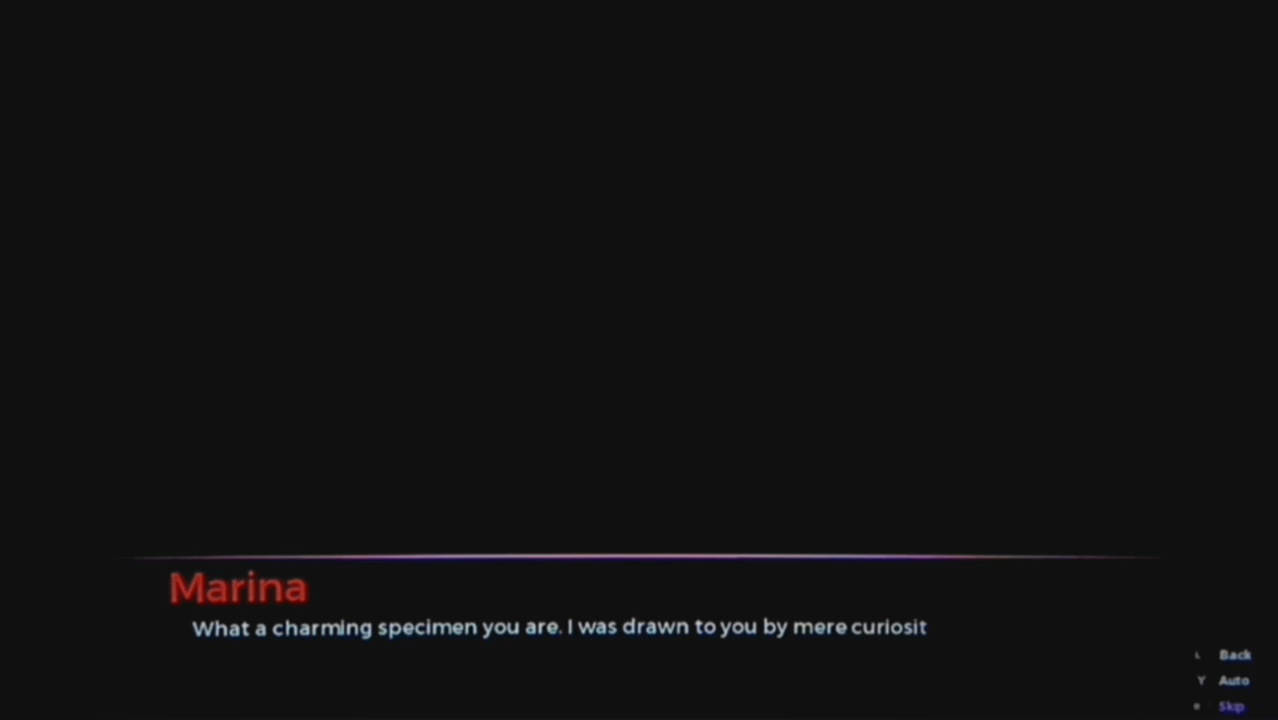 Marina
What a charming specimen you are. I was drawn to you by mere curiosit
L Back
Y Auto
Skip